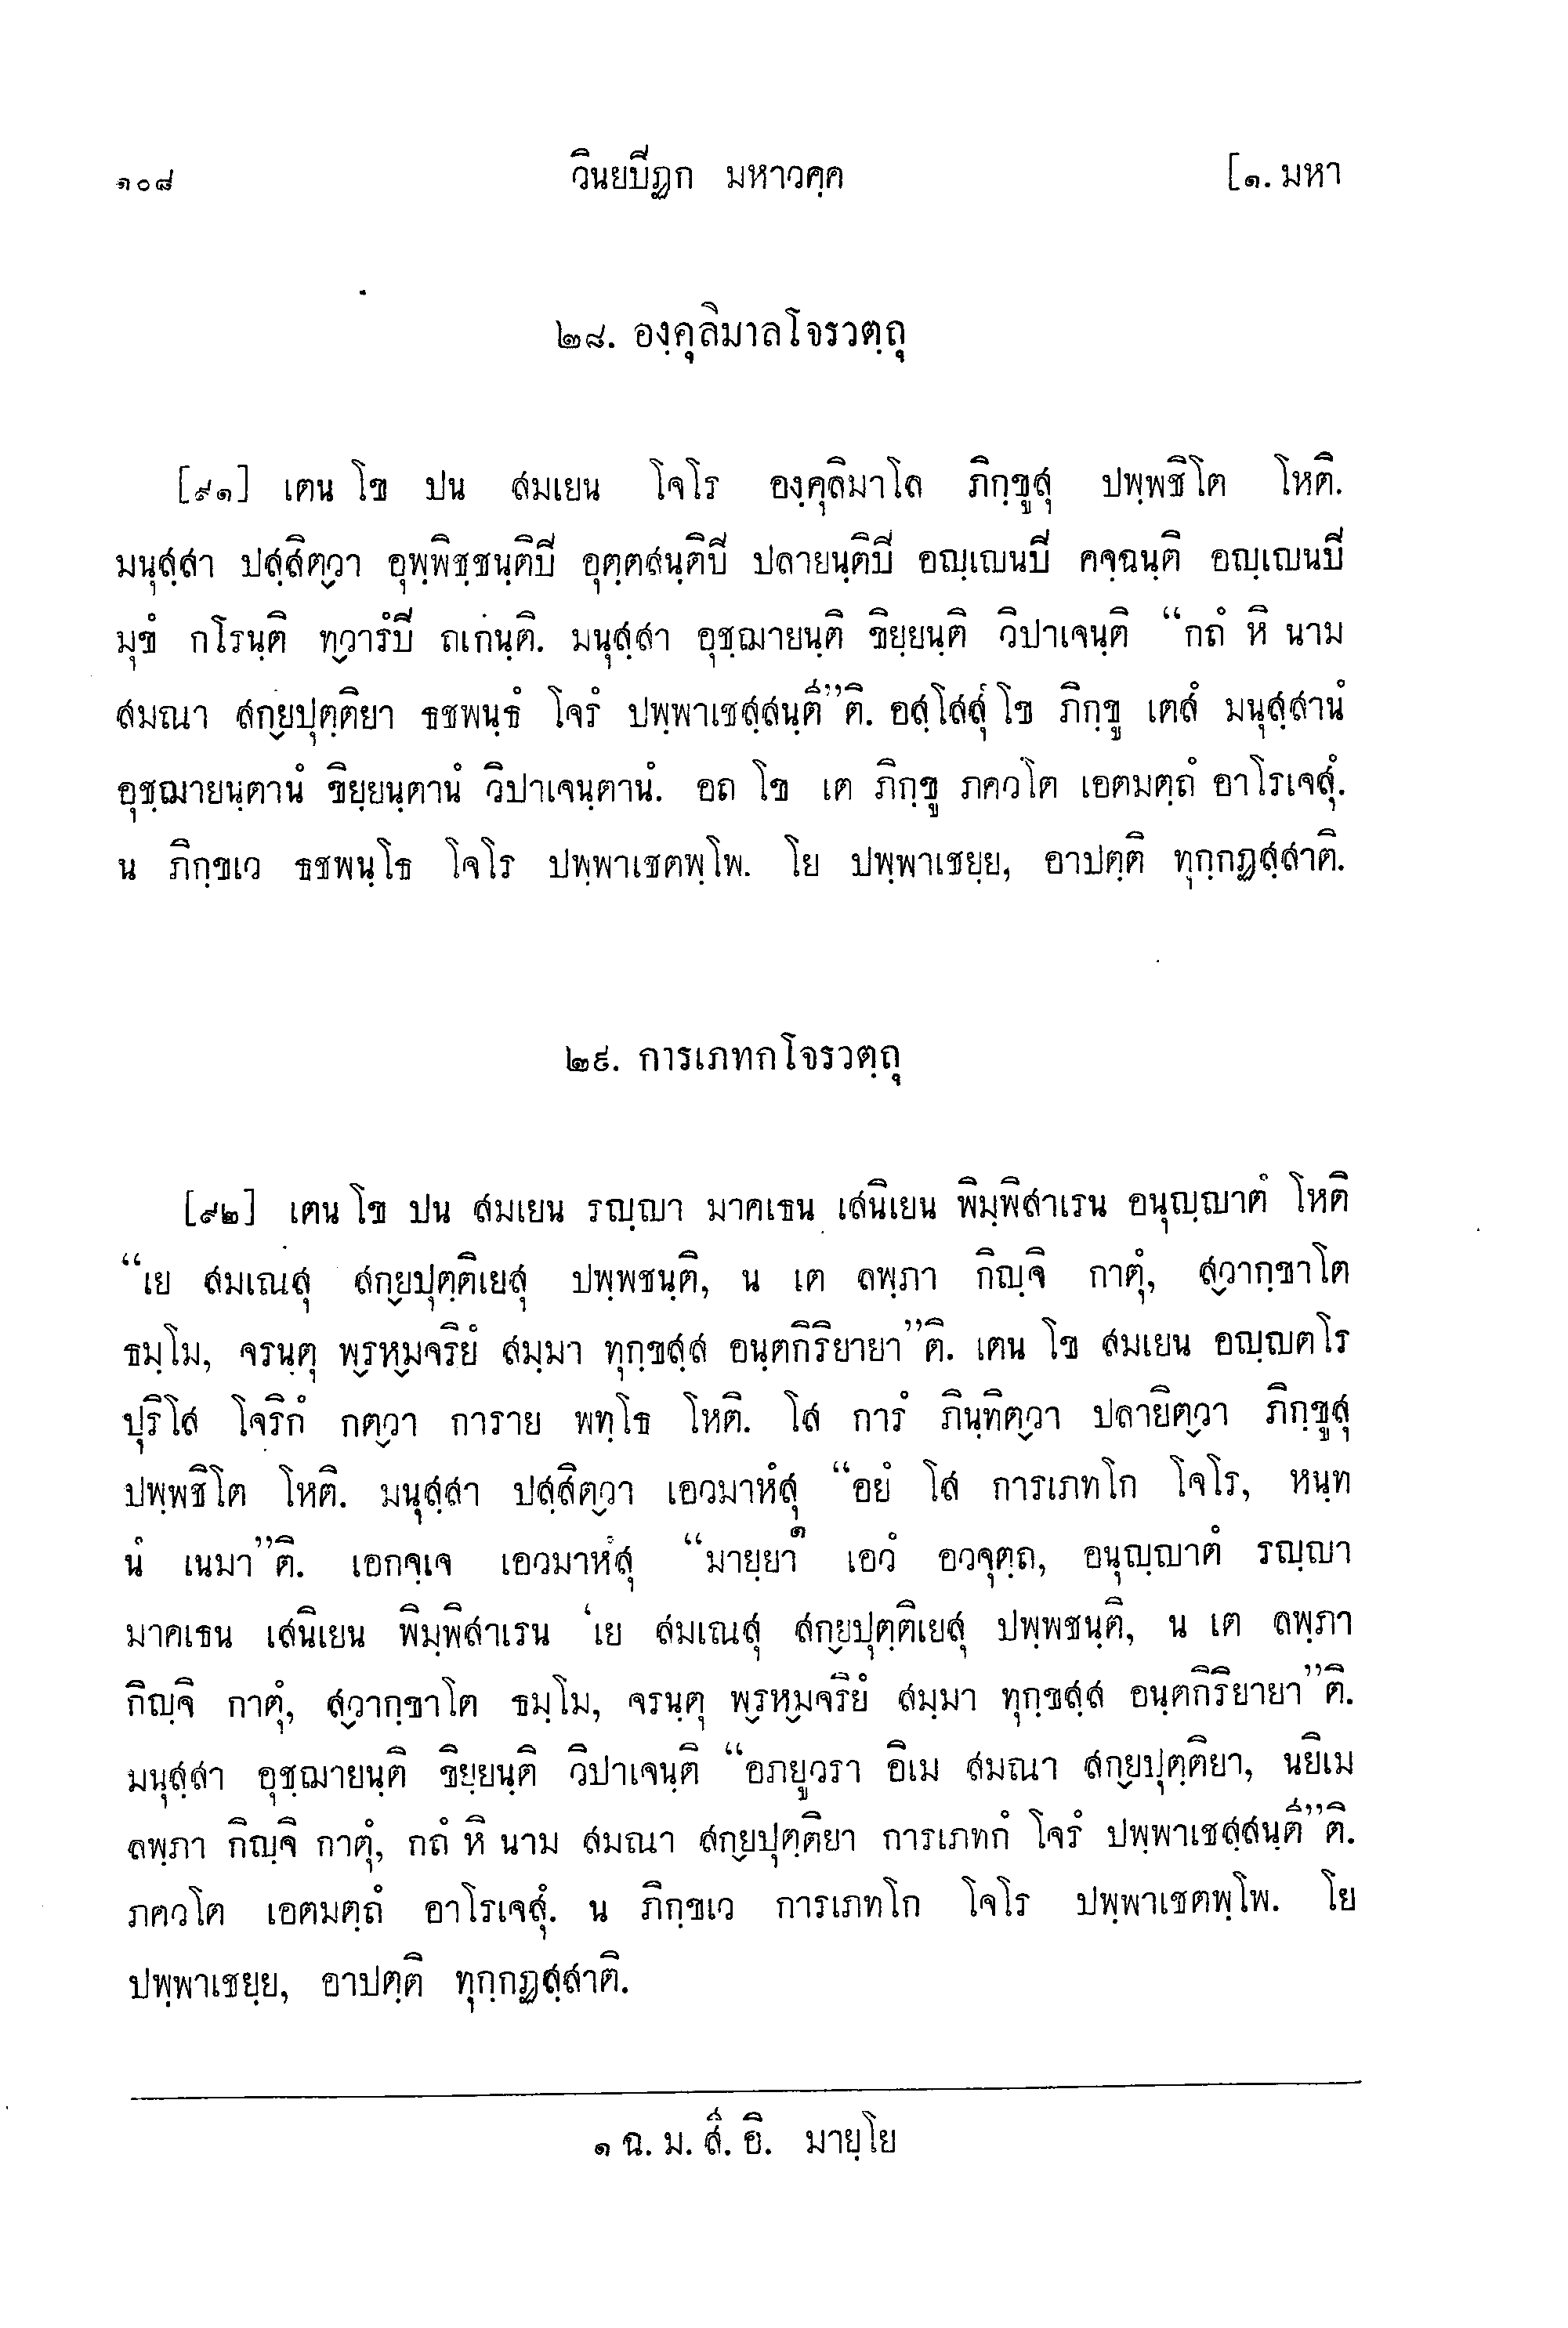 ๑๐๘ วินยปีฏก มหาวคฺค [๑. มหา
๒๘. องฺคุลิมาลโจรวตฺถุ
[๙๑] เตน โข ปน สมเยน โจโร องฺคุลิมาโล ภิกฺขูสุ ปพฺพชิโต โหติ.
มนุสฺสา ปสฺสิตฺวา อุพฺพิชฺชนฺติปิ อุตฺตสนฺติปิ ปลายนฺติปิ อญฺเญนปิ คจฺฉนฺติ อญฺเญนปิ
มุขํ กโรนฺติ ทฺวารํปิ ถเกนฺติ. มนุสฺสา อุชฺฌายนฺติ ขิยฺยนฺติ วิปาเจนฺติ “กถํ หิ นาม
สมณา สกฺยปุตฺติยา ธชพนฺธํ โจรํ ปพฺพาเชสฺสนฺตี”ติ. อสฺโสสุํ โข ภิกฺขู เตสํ มนุสฺสานํ
อุชฺฌายนฺตานํ ขิยฺยนฺตานํ วิปาเจนฺตานํ. อถ โข เต ภิกฺขู ภควโต เอตมตฺถํ อาโรเจสุํ.
น ภิกฺขเว ธชพนฺโธ โจโร ปพฺพาเชตพฺโพ. โย ปพฺพาเชยฺย, อาปตฺติ ทุกฺกฏสฺสาติ.
๒๙. การเภทกโจรวตฺถุ
[๙๒] เตน โข ปน สมเยน รญฺญา มาคเธน เสนิเยน พิมฺพิสาเรน อนุญฺญาตํ โหติ
“เย สมเณสุ สกฺยปุตฺติเยสุ ปพฺพชนฺติ, น เต ลพฺภา กิญฺจิ กาตุํ, สฺวากฺขาโต
ธมฺโม, จรนฺตุ พฺรหฺมจริยํ สมฺมา ทุกฺขสฺส อนฺตกิริยายา”ติ. เตน โข สมเยน อญฺญตโร
ปุริโส โจริกํ กตฺวา การาย พทฺโธ โหติ. โส การํ ภินฺทิตฺวา ปลายิตฺวา ภิกฺขูสุ
ปพฺพชิโต โหติ. มนุสฺสา ปสฺสิตฺวา เอวมาหํสุ “อยํ โส การเภทโก โจโร, หนฺท
นํ เนมา”ติ. เอกจฺเจ เอวมาหํสุ “มายฺยา๑ เอวํ อวจุตฺถ, อนุญฺญาตํ รญฺญา
มาคเธน เสนิเยน พิมฺพิสาเรน ‘เย สมเณสุ สกฺยปุตฺติเยสุ ปพฺพชนฺติ, น เต ลพฺภา
กิญฺจิ กาตุํ, สฺวากฺขาโต ธมฺโม, จรนฺตุ พฺรหฺมจริยํ สมฺมา ทุกฺขสฺส อนฺตกิริยายา”ติ.
มนุสฺสา อุชฺฌายนฺติ ขิยฺยนฺติ วิปาเจนฺติ “อภยูวรา อิเม สมณา สกฺยปุตฺติยา, นยิเม
ลพฺภา กิญฺจิ กาตุํ, กถํ หิ นาม สมณา สกฺยปุตฺติยา การเภทกํ โจรํ ปพฺพาเชสฺสนฺตี”ติ.
ภควโต เอตมตฺถํ อาโรเจสุํ. น ภิกฺขเว การเภทโก โจโร ปพฺพาเชตพฺโพ. โย
ปพฺพาเชยฺย, อาปตฺติ ทุกฺกฏสฺสาติ.
๑ ฉ. ม. สี. อิ. มายฺโย